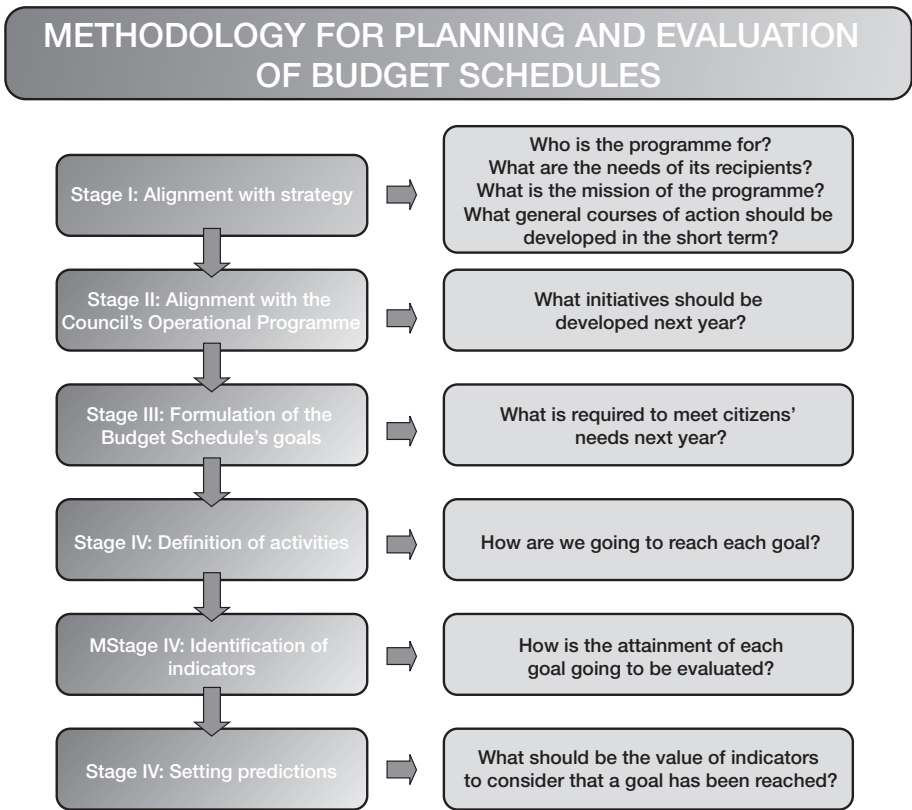 METHODOLOGY FOR PLANNING AND EVALUATION
OF BUDGET SCHEDULES
Stage I: Alignment with strategy
Who is the programme for?
What are the needs of its recipients?
What is the mission of the programme?
What general courses of action should be
developed in the short term?
Stage II: Alignment with the
Council's Operational Programme
What initiatives should be
developed next year?
Stage III: Formulation of the
Budget Schedule's goals
What is required to meet citizens'
needs next year?
Stage IV: Definition of activities
How are we going to reach each goal?
MStage IV: Identification of
indicators
How is the attainment of each
goal going to be evaluated?
Stage IV: Setting predictions
What should be the value of indicators
to consider that a goal has been reached?